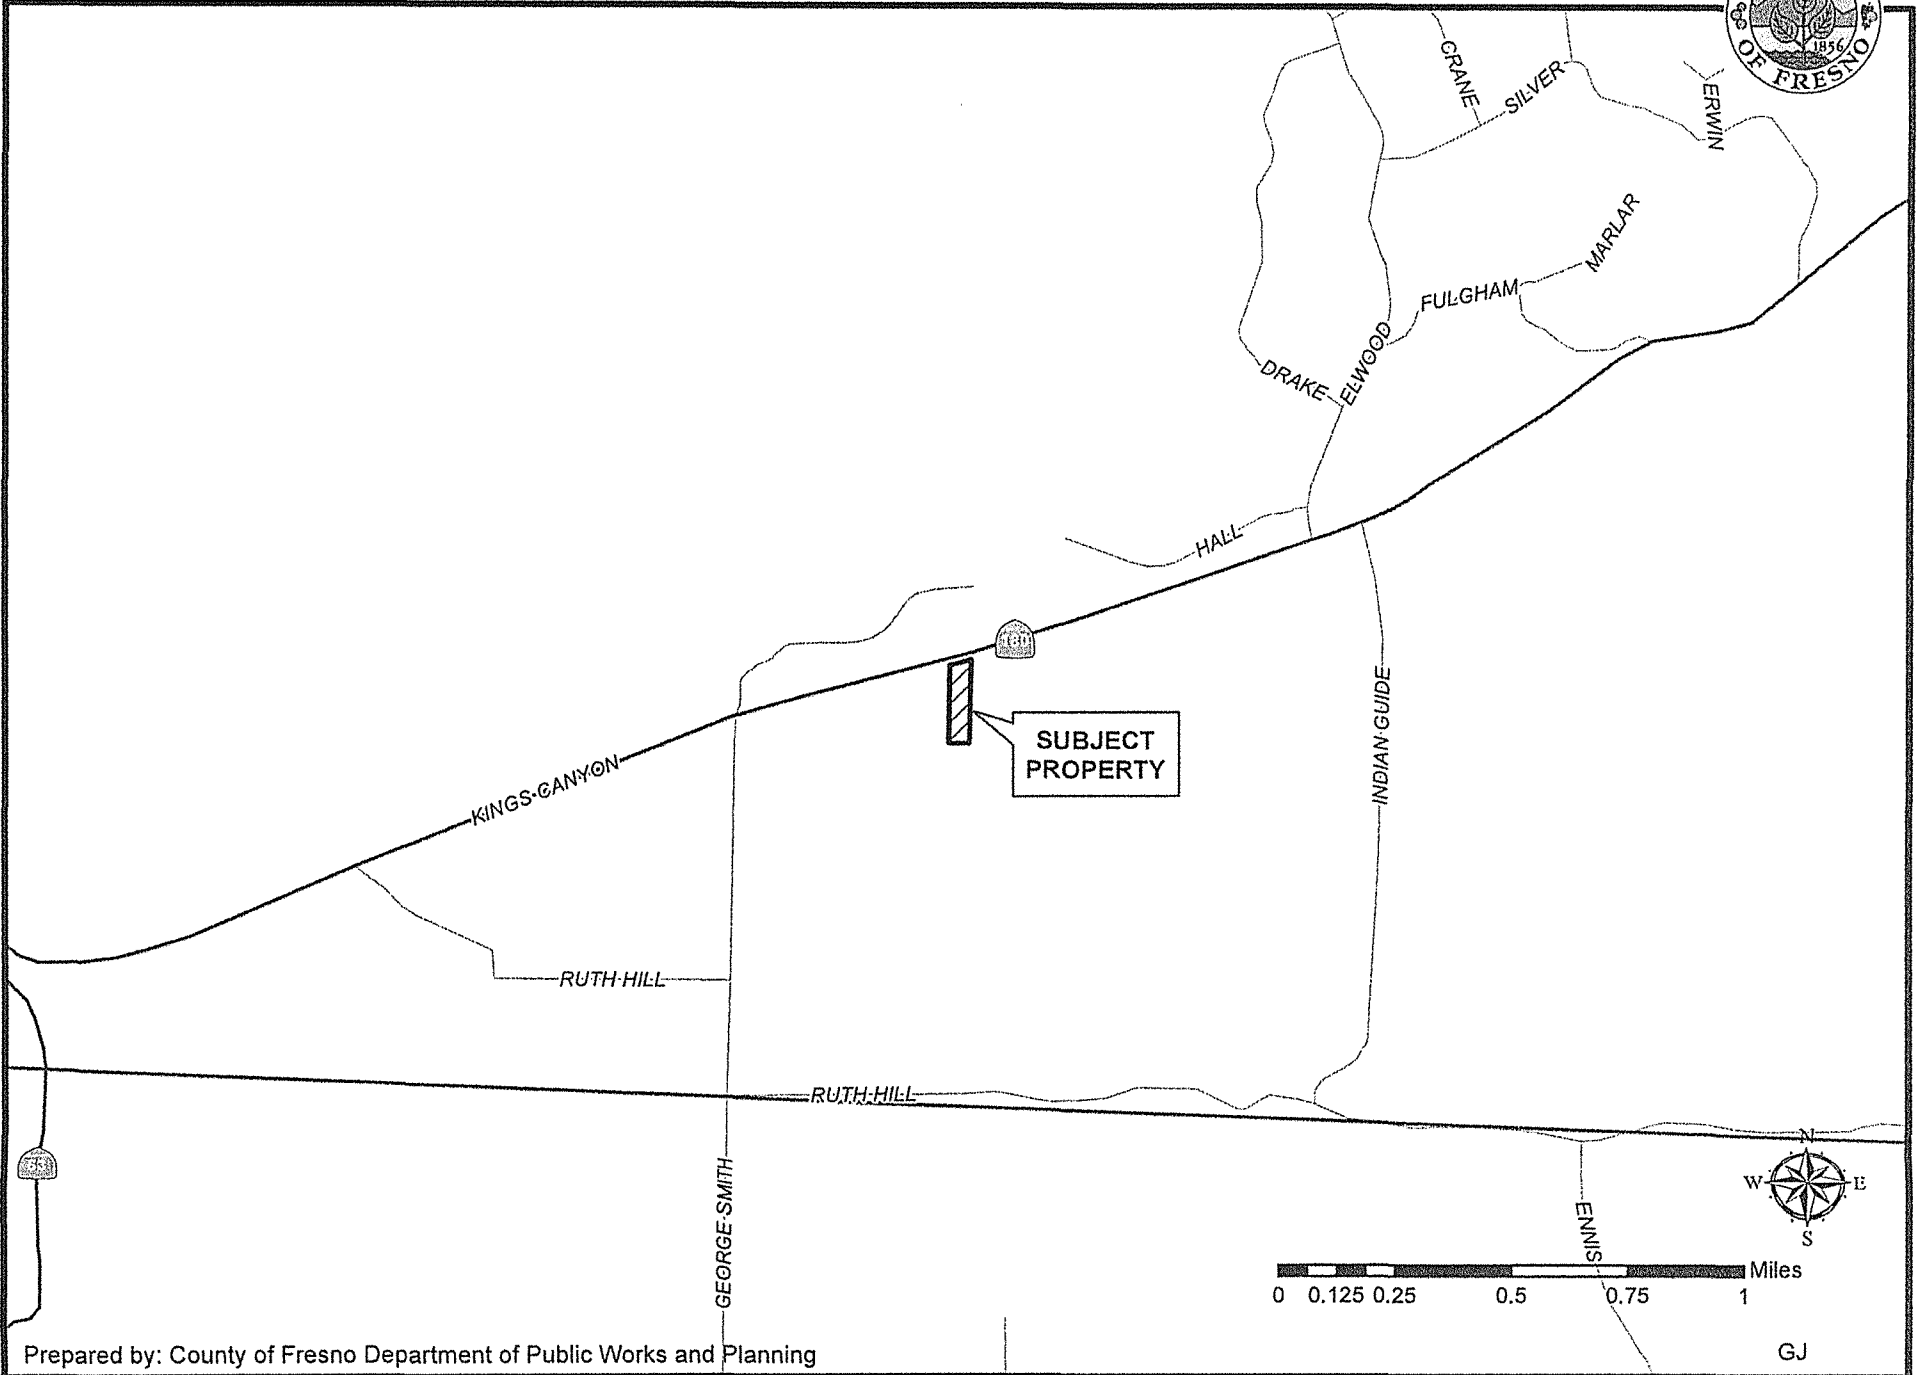 1856
OF FRESNO
CRANE
SILVER
ERWIN
MARLAR
FULGHAM
ELWOOD
DRAKE
HALL
180
SUBJECT
PROPERTY
INDIAN GUIDE
KINGS CANYON
RUTH HILL
RUTH HILL
GEORGE SMITH
ENNIS
N
W
E
S
Miles
0 0.125 0.25 0.5 0.75 1
Prepared by: County of Fresno Department of Public Works and Planning
GJ